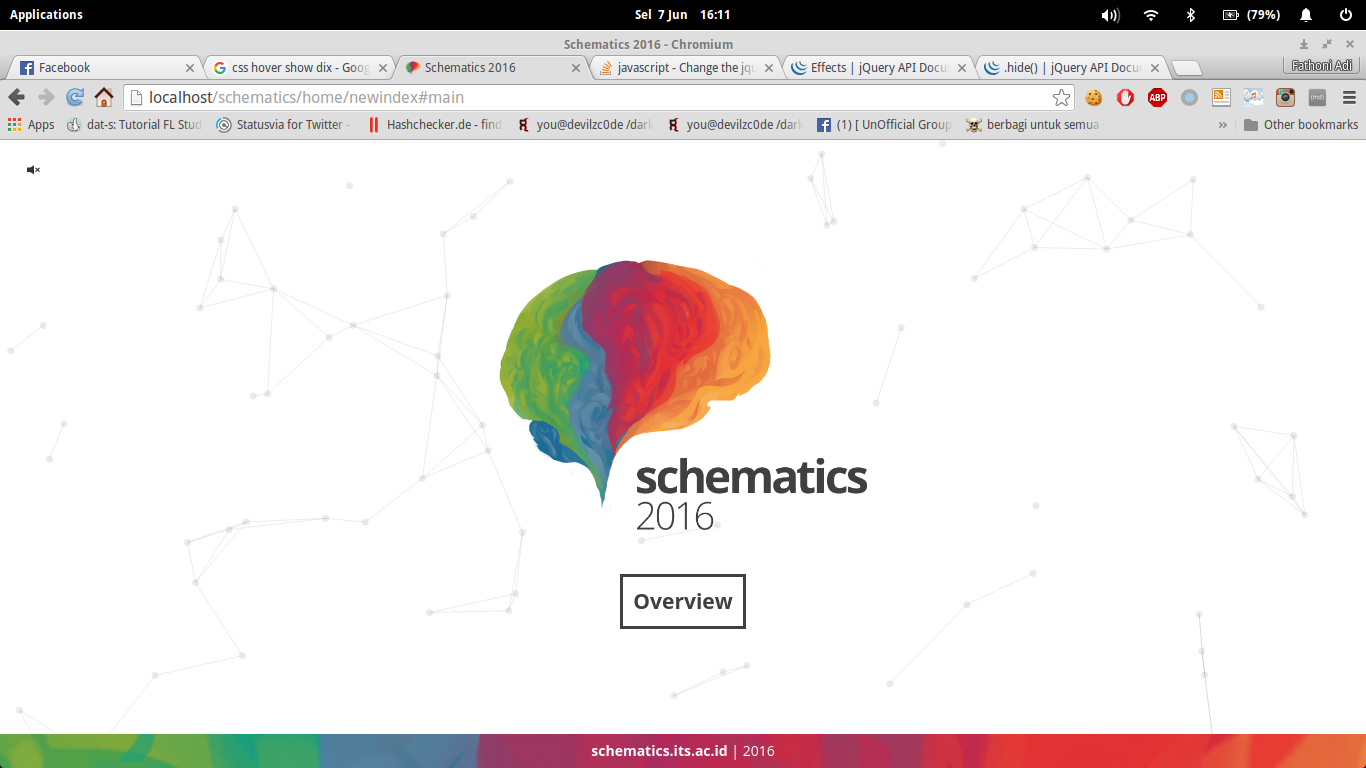 Applications
Sel 7 Jun 16:11
(79%)
Schematics 2016 - Chromium
Facebook
css hover show dix - Goog
Schematics 2016
javascript - Change the jq
Effects | jQuery API Docu
.hide() | jQuery API Docu
Fathoni Adi
localhost/schematics/home/newindex#main
ABP
Apps
dat-s: Tutorial FL Stud
Statusvia for Twitter -
Hashchecker.de - find
you@devilzc0de /dark
you@devilzc0de /dark
(1) [ UnOfficial Group
berbagi untuk semua
Other bookmarks
schematics
2016
Overview
schematics.its.ac.id | 2016